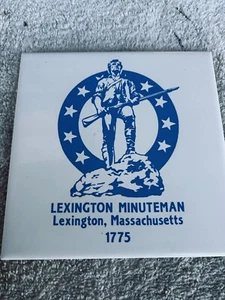 LEXINGTON MINUTEMAN
Lexington, Massachusetts
1775